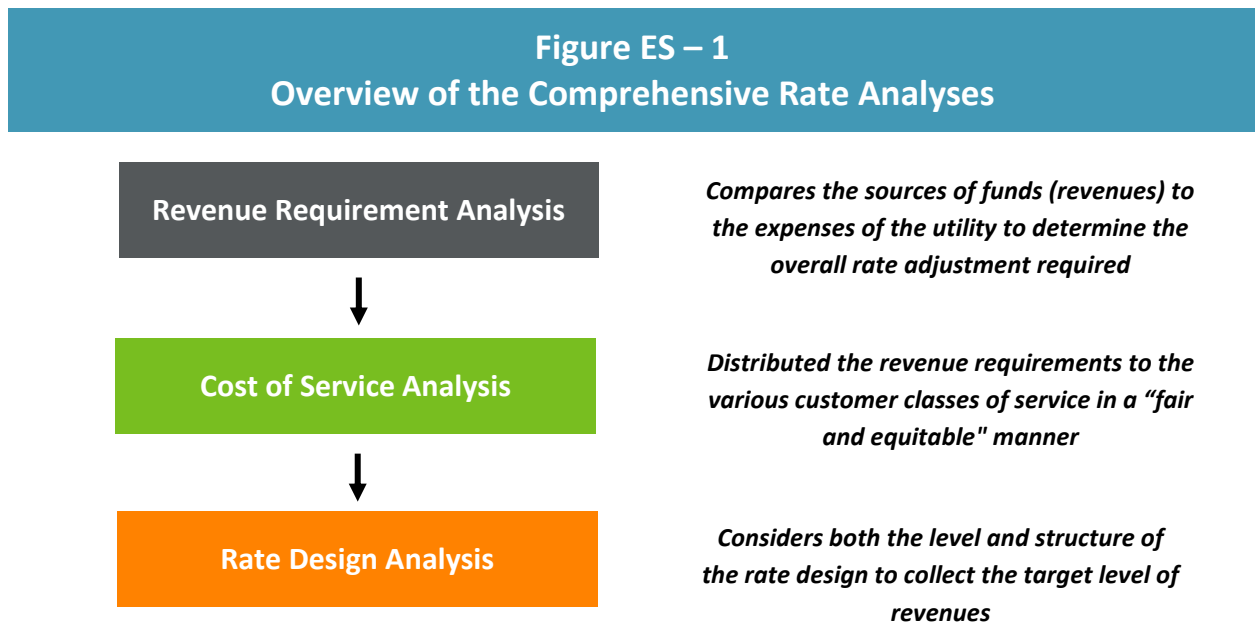 Figure ES – 1
Overview of the Comprehensive Rate Analyses
Revenue Requirement Analysis
Compares the sources of funds (revenues) to
the expenses of the utility to determine the
overall rate adjustment required
Cost of Service Analysis
Distributed the revenue requirements to the
various customer classes of service in a “fair
and equitable" manner
Rate Design Analysis
Considers both the level and structure of
the rate design to collect the target level of
revenues